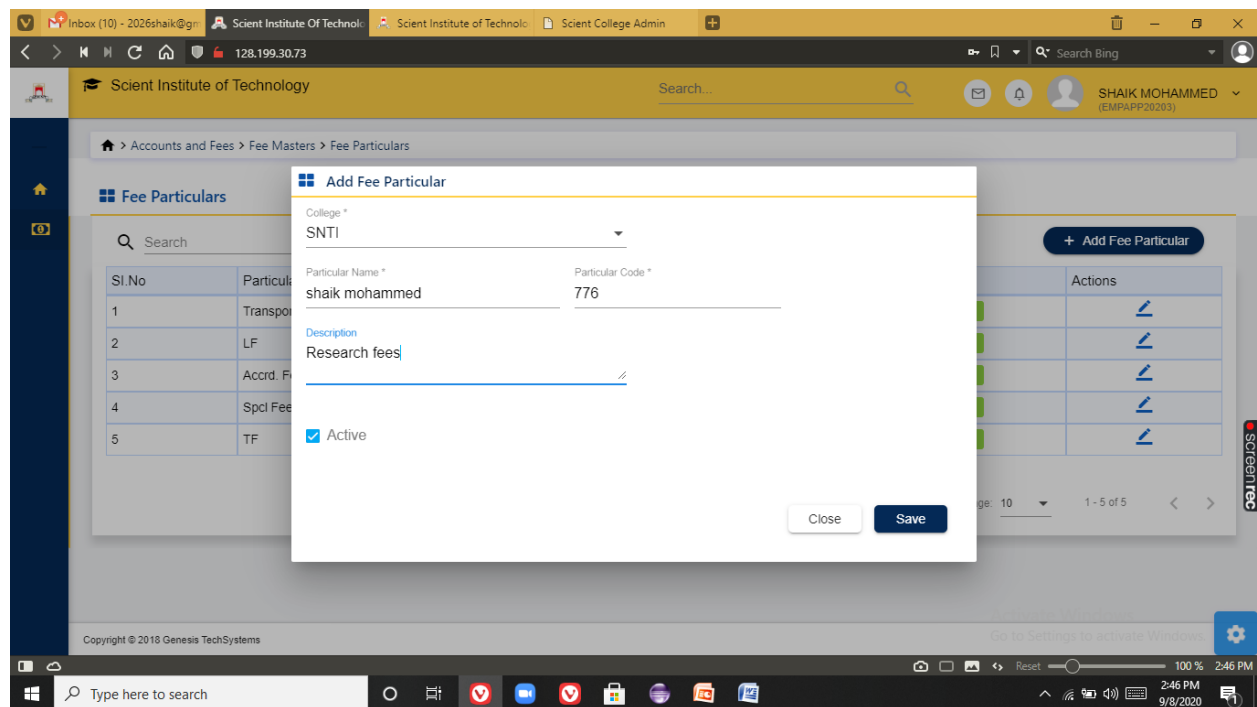 Inbox (10) - 2026shaik@gm
Scient Institute Of Technolo
Scient Institute of Technolo
Scient College Admin
128.199.30.73
Search Bing
Scient Institute of Technology
Search...
SHAIK MOHAMMED
(EMPAPP20203)
> Accounts and Fees > Fee Masters > Fee Particulars
Fee Particulars
Search
+ Add Fee Particular
SI.No Particula Actions
1 Transpor
2 LF
3 Accrd. F
4 Spcl Fee
5 TF
ge: 10 1 - 5 of 5
Add Fee Particular
College *
SNTI
Particular Name * Particular Code *
shaik mohammed 776
Description
Research fees
Active
Close Save
screenrec
Activate Windows
Go to Settings to activate Windows.
Copyright © 2018 Genesis TechSystems
Reset 100 % 2:46 PM
Type here to search
2:46 PM
9/8/2020